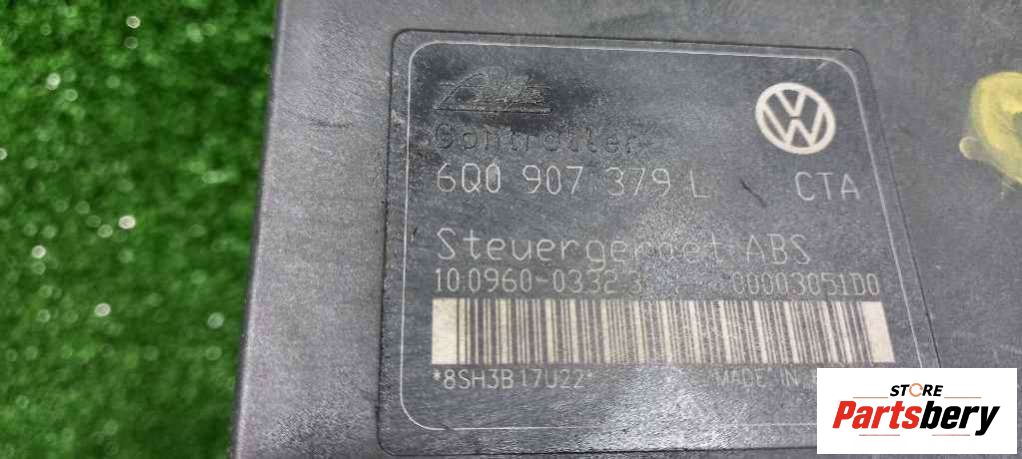 Controller
6Q0 907 379 L CTA
Steuergeraet ABS
10.0960-0332.3 00003051D0
*8SH3B17U22* MADE IN
STORE
Partsbery